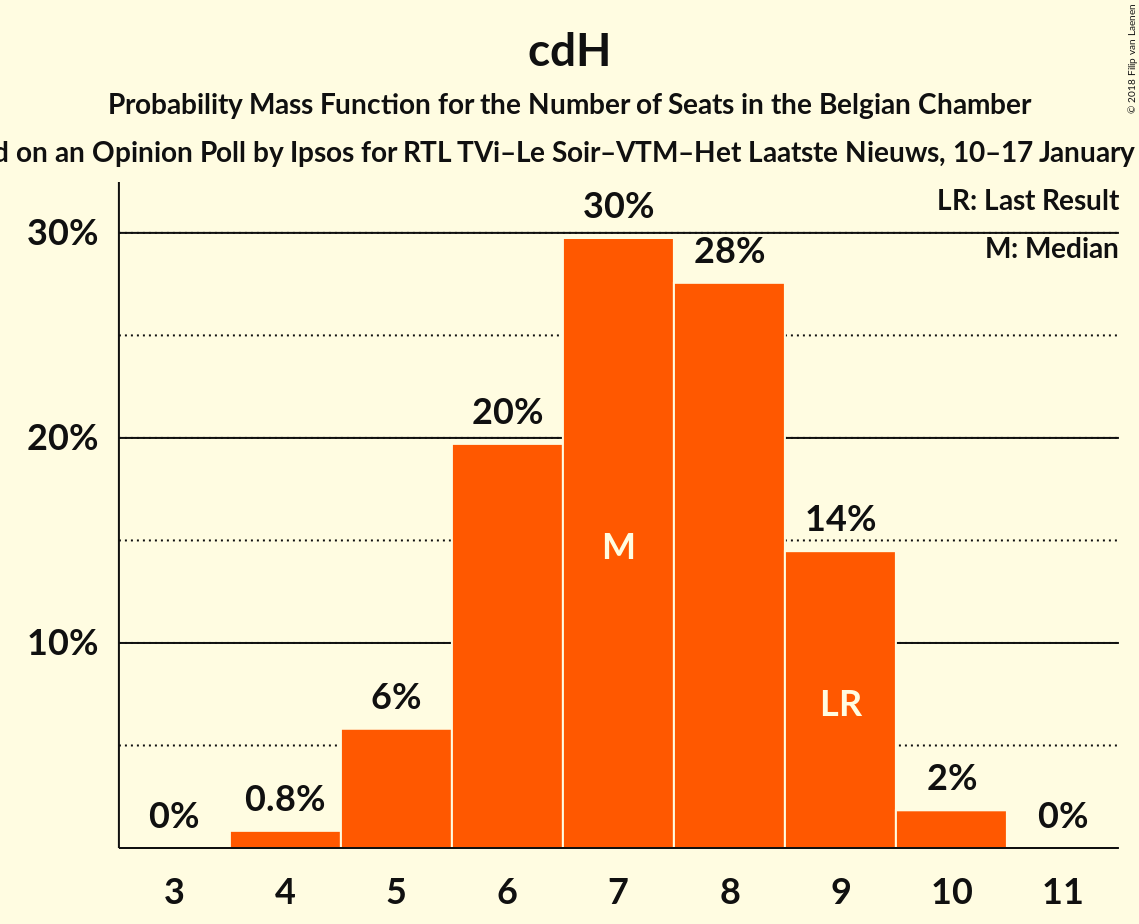 cdH
Probability Mass Function for the Number of Seats in the Belgian Chamber
on an Opinion Poll by Ipsos for RTL TVi–Le Soir–VTM–Het Laatste Nieuws, 10–17 January
© 2018 Filip van Laenen
LR: Last Result
M: Median
30%
20%
10%
0%
0.8%
6%
20%
30%
28%
14%
2%
0%
M
LR
3 4 5 6 7 8 9 10 11